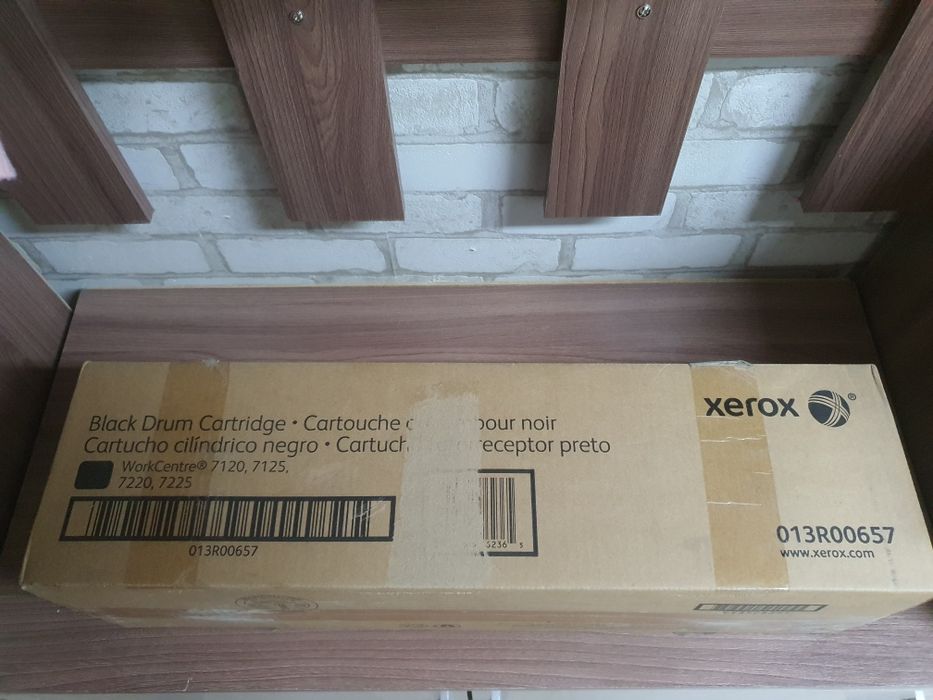 Black Drum Cartridge • Cartouche pour noir
Cartucho cilíndrico negro • receptor preto
WorkCentre® 7120, 7125,
7220, 7225
013R00657
xerox ®
013R00657
www.xerox.com